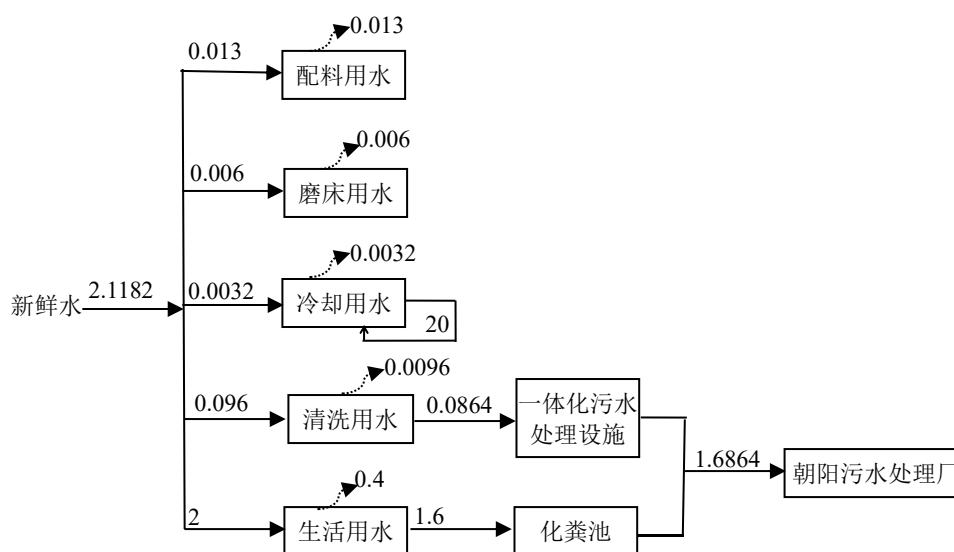 0.013
0.013
配料用水
0.006
0.006
磨床用水
0.0032
新鲜水
2.1182
0.0032
冷却用水
20
0.0096
0.096
清洗用水
0.0864
一体化污水
处理设施
1.6864
朝阳污水处理厂
0.4
2
生活用水
1.6
化粪池